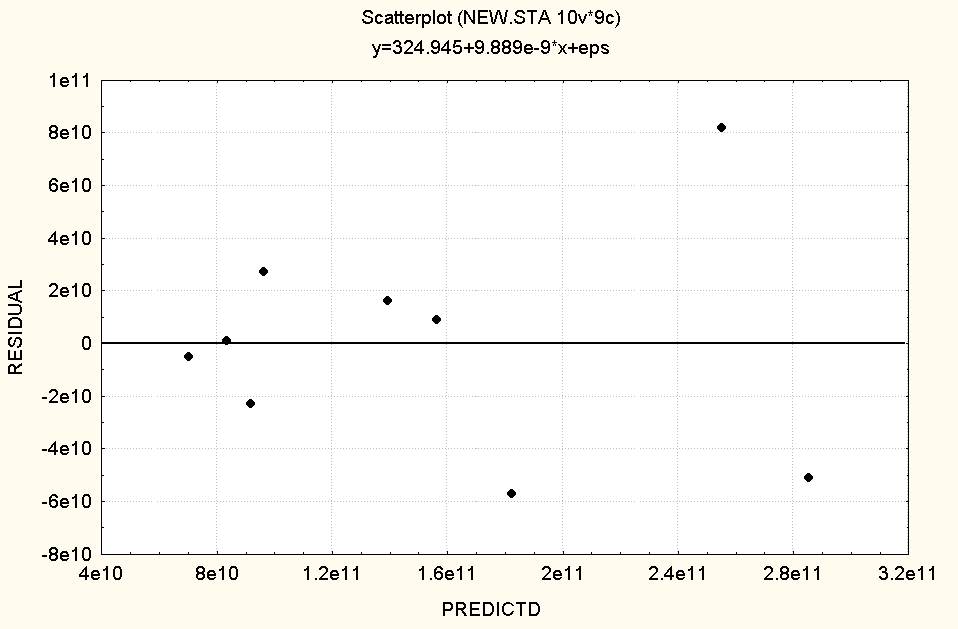 Scatterplot (NEW.STA 10v*9c)
y=324.945+9.889e-9*x+eps
1e11
8e10
6e10
4e10
2e10
0
-2e10
-4e10
-6e10
-8e10
RESIDUAL
4e10 8e10 1.2e11 1.6e11 2e11 2.4e11 2.8e11 3.2e11
PREDICTD